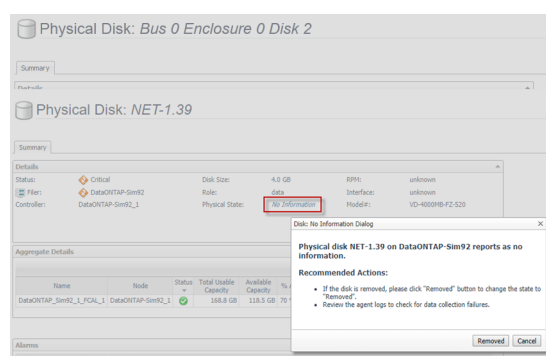 Physical Disk: Bus 0 Enclosure 0 Disk 2
Summary
Details
Physical Disk: NET-1.39
Summary
Details
Status: Critical Disk Size: 4.0 GB RPM: unknown
Filer: DataONTAP-Sim92 Role: data Interface: unknown
Controller: DataONTAP-Sim92_1 Physical State: No Information Model#: VD-4000MB-FZ-520
Disk: No Information Dialog X
Physical disk NET-1.39 on DataONTAP-Sim92 reports as no
information.
Recommended Actions:
• If the disk is removed, please click "Removed" button to change the state to
"Removed".
• Review the agent logs to check for data collection failures.
Removed Cancel
Aggregate Details
Name Node Status Total Usable Capacity Available Capacity
DataONTAP_Sim92_1_FCAL_1 DataONTAP-Sim92_1 168.8 GB 118.5 GB 70
Alarms